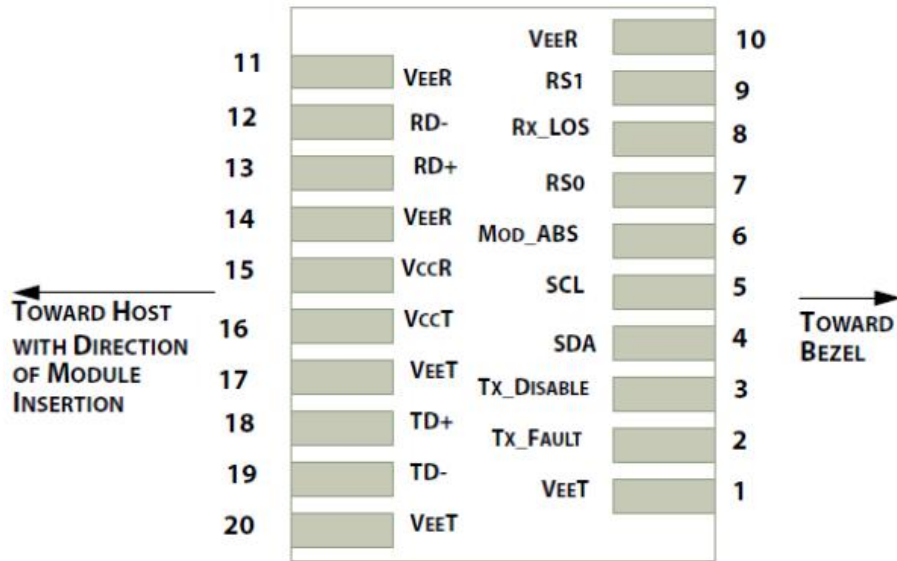 11 VEER
12 RD-
13 RD+
14 VEER
15 VCCR
16 VCCT
17 VEET
18 TD+
19 TD-
20 VEET
VEER 10
RS1 9
RX_LOS 8
RS0 7
MOD_ABS 6
SCL 5
SDA 4
TX_DISABLE 3
TX_FAULT 2
VEET 1
TOWARD HOST
WITH DIRECTION
OF MODULE
INSERTION
TOWARD
BEZEL